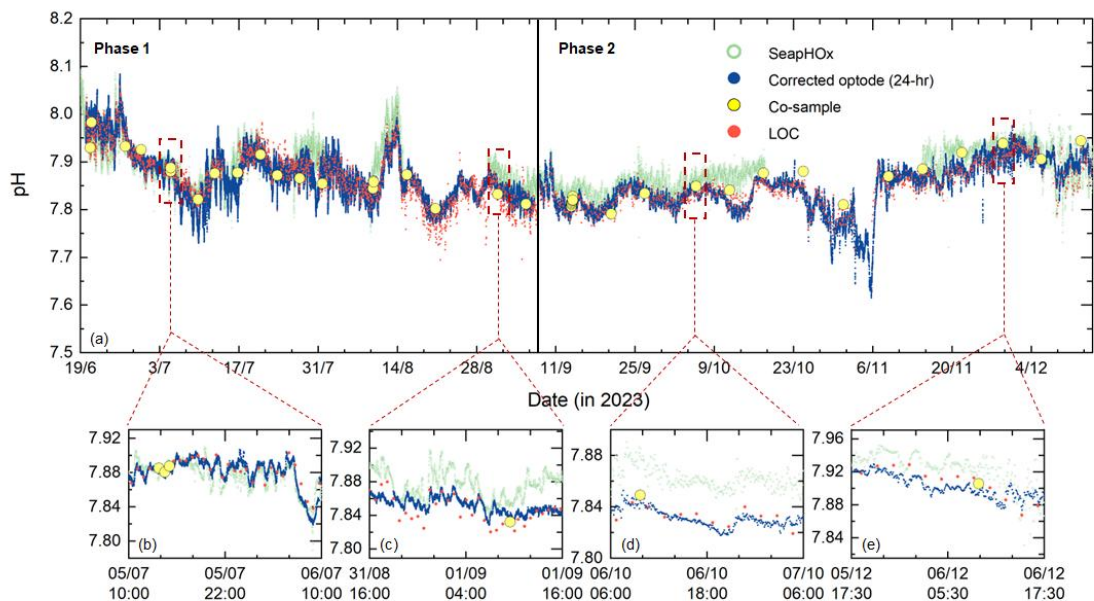 Phase 1
Phase 2
SeapHOx
Corrected optode (24-hr)
Co-sample
LOC
8.2
8.1
8.0
7.9
7.8
7.7
7.6
7.5
pH
(a)
19/6 3/7 17/7 31/7 14/8 28/8 11/9 25/9 9/10 23/10 6/11 20/11 4/12
Date (in 2023)
7.92
7.88
7.84
7.80
(b)
05/07 05/07 06/07
10:00 22:00 10:00
7.92
7.88
7.84
7.80
(c)
31/08 01/09 01/09
16:00 04:00 16:00
7.88
7.84
7.80
(d)
06/10 06/10 07/10
06:00 18:00 06:00
7.96
7.92
7.88
7.84
(e)
05/12 06/12 06/12
17:30 05:30 17:30